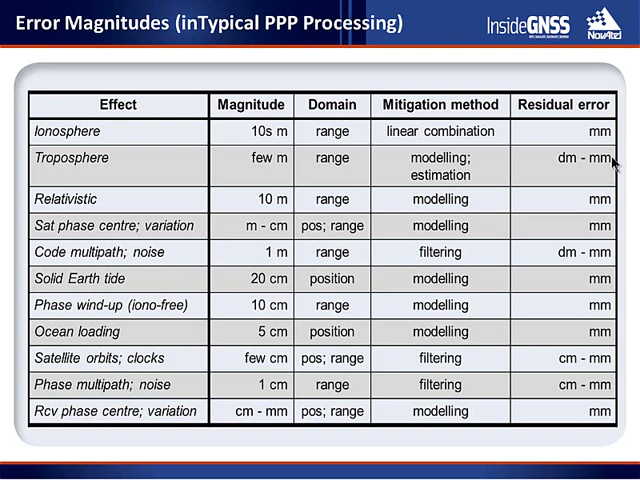 Error Magnitudes (inTypical PPP Processing)
InsideGNSS
NovAtel
Effect Magnitude Domain Mitigation method Residual error
Ionosphere 10s m range linear combination mm
Troposphere few m range modelling; dm - mm
estimation
Relativistic 10 m range modelling mm
Sat phase centre; variation m - cm pos; range modelling mm
Code multipath; noise 1 m range filtering dm - mm
Solid Earth tide 20 cm position modelling mm
Phase wind-up (iono-free) 10 cm range modelling mm
Ocean loading 5 cm position modelling mm
Satellite orbits; clocks few cm pos; range filtering cm - mm
Phase multipath; noise 1 cm range filtering cm - mm
Rcv phase centre; variation cm - mm pos; range modelling mm